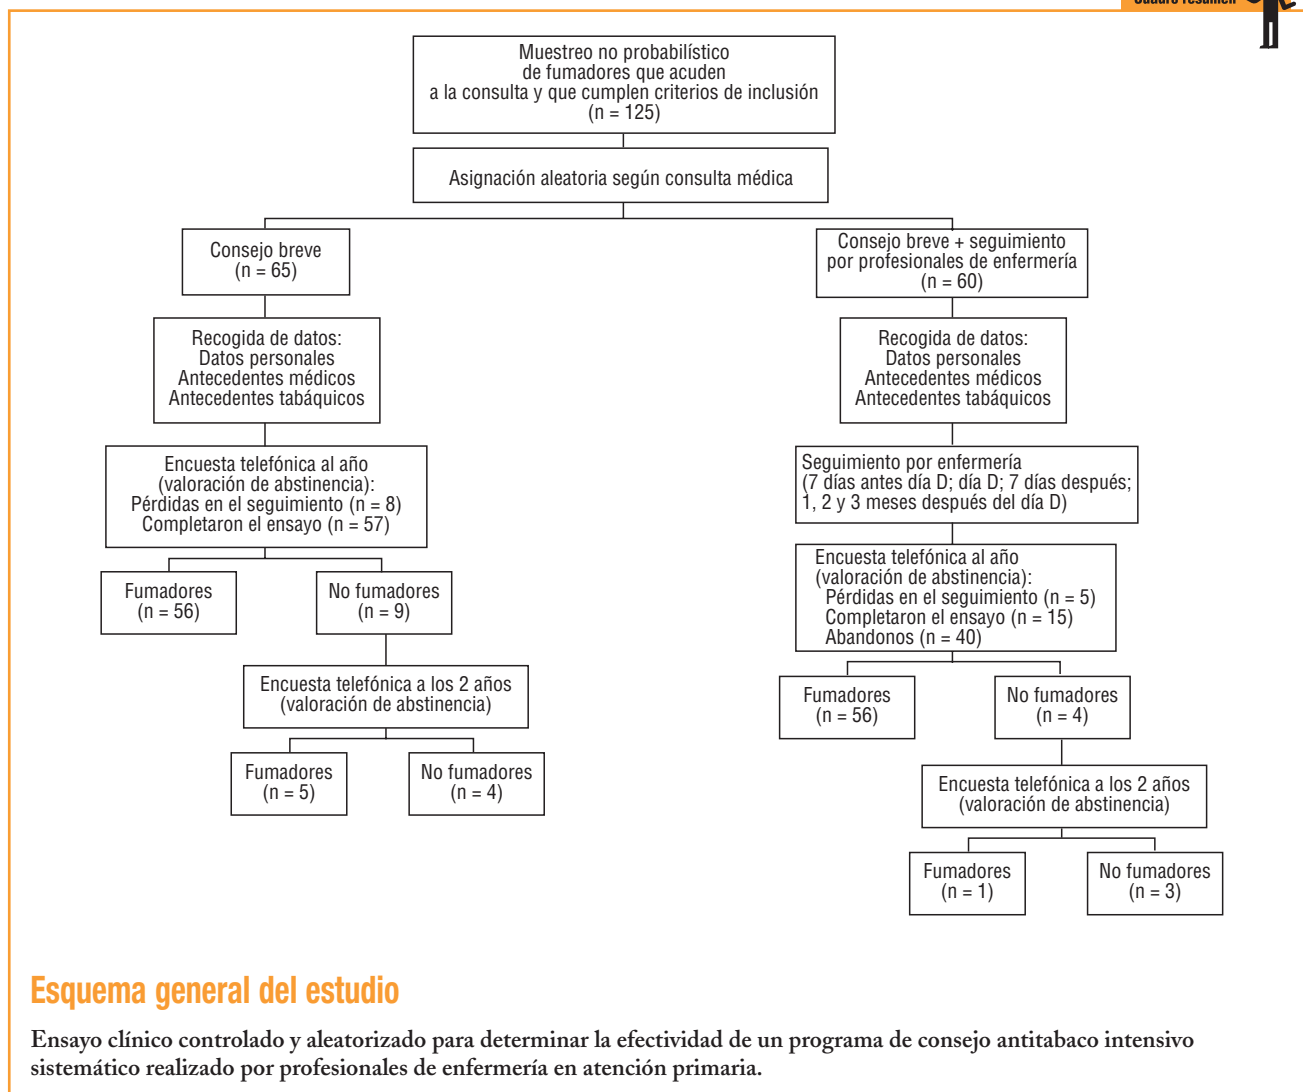 Cuadro resumen
Muestreo no probabilístico
de fumadores que acuden
a la consulta y que cumplen criterios de inclusión
(n = 125)
Asignación aleatoria según consulta médica
Consejo breve
(n = 65)
Recogida de datos:
Datos personales
Antecedentes médicos
Antecedentes tabáquicos
Encuesta telefónica al año
(valoración de abstinencia):
Pérdidas en el seguimiento (n = 8)
Completaron el ensayo (n = 57)
Fumadores
(n = 56)
No fumadores
(n = 9)
Encuesta telefónica a los 2 años
(valoración de abstinencia)
Fumadores
(n = 5)
No fumadores
(n = 4)
Consejo breve + seguimiento
por profesionales de enfermería
(n = 60)
Recogida de datos:
Datos personales
Antecedentes médicos
Antecedentes tabáquicos
Seguimiento por enfermería
(7 días antes día D; día D; 7 días después;
1, 2 y 3 meses después del día D)
Encuesta telefónica al año
(valoración de abstinencia):
Pérdidas en el seguimiento (n = 5)
Completaron el ensayo (n = 15)
Abandonos (n = 40)
Fumadores
(n = 56)
No fumadores
(n = 4)
Encuesta telefónica a los 2 años
(valoración de abstinencia)
Fumadores
(n = 1)
No fumadores
(n = 3)
Esquema general del estudio
Ensayo clínico controlado y aleatorizado para determinar la efectividad de un programa de consejo antitabaco intensivo
sistemático realizado por profesionales de enfermería en atención primaria.